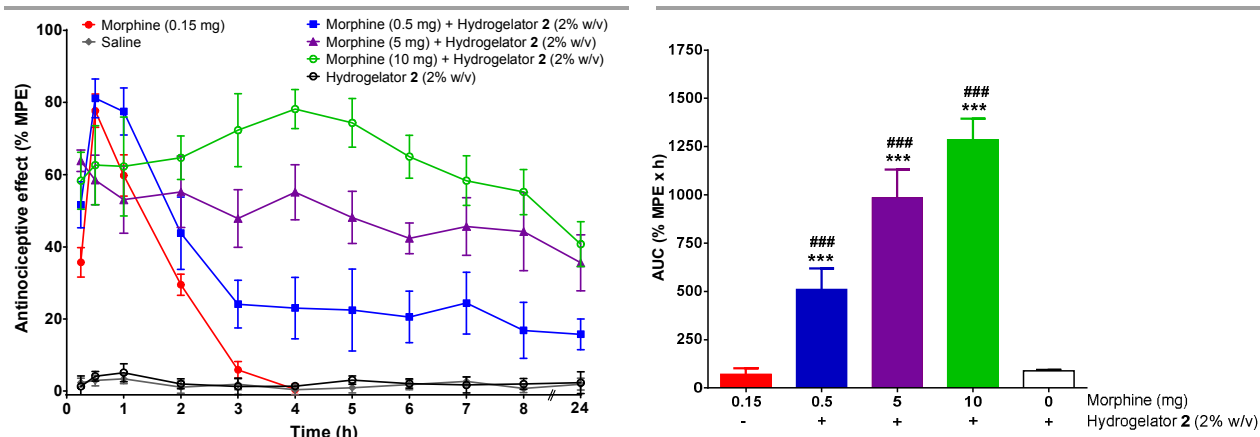 Morphine (0.15 mg)
Saline
Morphine (0.5 mg) + Hydrogelator 2 (2% w/v)
Morphine (5 mg) + Hydrogelator 2 (2% w/v)
Morphine (10 mg) + Hydrogelator 2 (2% w/v)
Hydrogelator 2 (2% w/v)
Antinociceptive effect (% MPE)
100
80
60
40
20
0
0 1 2 3 4 5 6 7 8 // 24
Time (h)
AUC (% MPE x h)
1750
1500
1250
1000
750
500
250
0
###
***
###
***
###
***
0.15 0.5 5 10 0 Morphine (mg)
- + + + + Hydrogelator 2 (2% w/v)